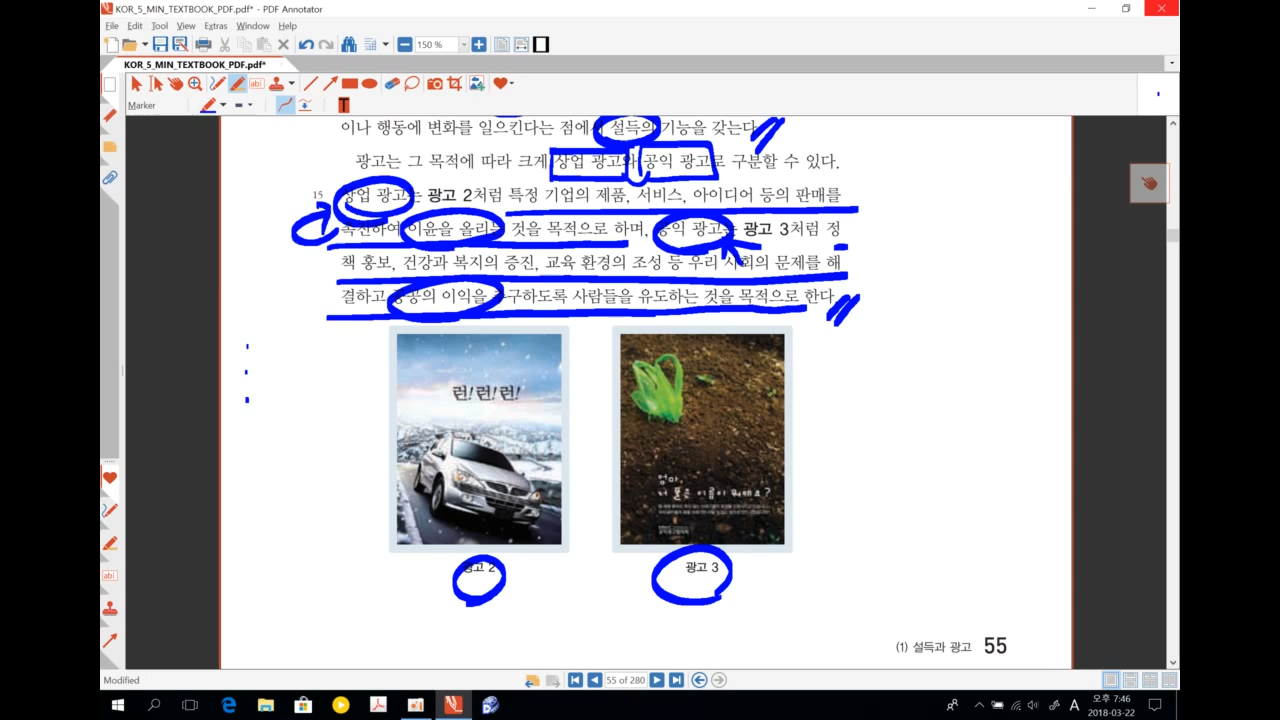 KOR_5_MIN_TEXTBOOK_PDF.pdf* - PDF Annotator
File Edit Tool View Extras Window Help
150 %
KOR_5_MIN_TEXTBOOK_PDF.pdf*
Marker
이나 행동에 변화를 일으킨다는 점에서 설득의 기능을 갖는다.
광고는 그 목적에 따라 크게 상업 광고와 공익 광고로 구분할 수 있다.
15 상업 광고는 광고 2처럼 특정 기업의 제품, 서비스, 아이디어 등의 판매를
촉진하여 이윤을 올리는 것을 목적으로 하며, 공익 광고는 광고 3처럼 정
책 홍보, 건강과 복지의 증진, 교육 환경의 조성 등 우리 사회의 문제를 해
결하고 공공의 이익을 추구하도록 사람들을 유도하는 것을 목적으로 한다.
런!런!런!
엄마,
저 풀은 이름이 뭐예요?
광고 2
광고 3
(1) 설득과 광고 55
Modified
55 of 280
A
오후 7:46
2018-03-22